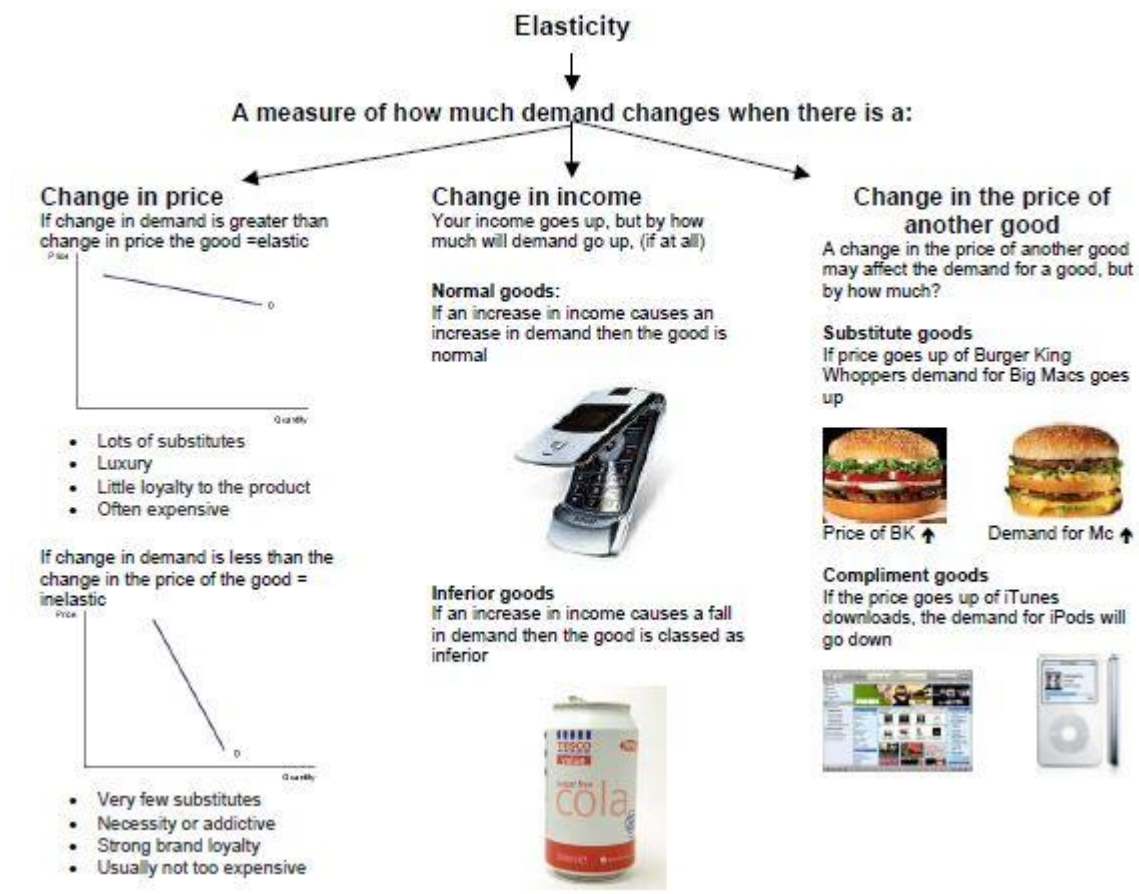 Elasticity
A measure of how much demand changes when there is a:
Change in price
If change in demand is greater than
change in price the good =elastic
Price
D
Quantity
• Lots of substitutes
• Luxury
• Little loyalty to the product
• Often expensive
If change in demand is less than the
change in the price of the good =
inelastic
Price
D
Quantity
• Very few substitutes
• Necessity or addictive
• Strong brand loyalty
• Usually not too expensive
Change in income
Your income goes up, but by how
much will demand go up, (if at all)
Normal goods:
If an increase in income causes an
increase in demand then the good is
normal
Inferior goods
If an increase in income causes a fall
in demand then the good is classed as
inferior
TESCO
value
sugar free
cola
Change in the price of
another good
A change in the price of another good
may affect the demand for a good, but
by how much?
Substitute goods
If price goes up of Burger King
Whoppers demand for Big Macs goes
up
Price of BK ↑
Demand for Mc ↑
Compliment goods
If the price goes up of iTunes
downloads, the demand for iPods will
go down